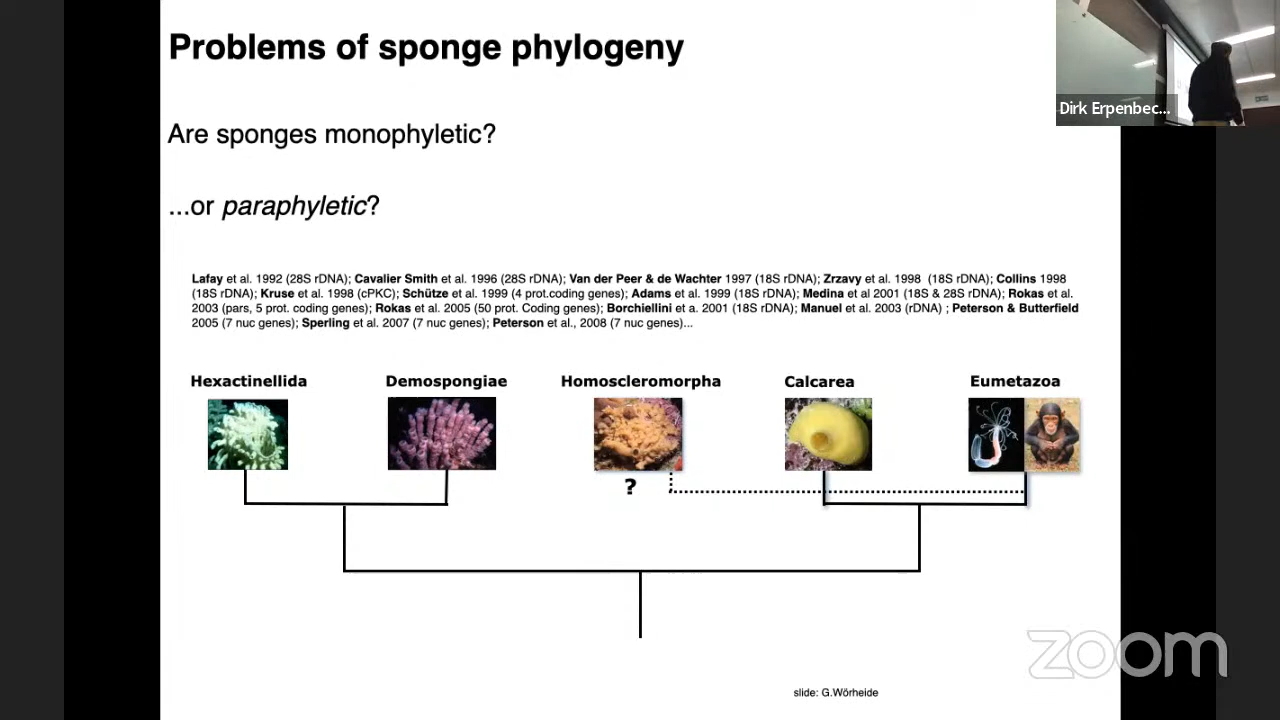 Problems of sponge phylogeny
Dirk Erpenbec...
Are sponges monophyletic?
...or paraphyletic?
Lafay et al. 1992 (28S rDNA); Cavalier Smith et al. 1996 (28S rDNA); Van der Peer & de Wachter 1997 (18S rDNA); Zrzavy et al. 1998 (18S rDNA); Collins 1998
(18S rDNA); Kruse et al. 1998 (cPKC); Schütze et al. 1999 (4 prot.coding genes); Adams et al. 1999 (18S rDNA); Medina et al 2001 (18S & 28S rDNA); Rokas et al.
2003 (pars, 5 prot. coding genes); Rokas et al. 2005 (50 prot. Coding genes); Borchiellini et a. 2001 (18S rDNA); Manuel et al. 2003 (rDNA) ; Peterson & Butterfield
2005 (7 nuc genes); Sperling et al. 2007 (7 nuc genes); Peterson et al., 2008 (7 nuc genes)...
Hexactinellida Demospongiae Homoscleromorpha Calcarea Eumetazoa
?
zoom
slide: G.Wörheide